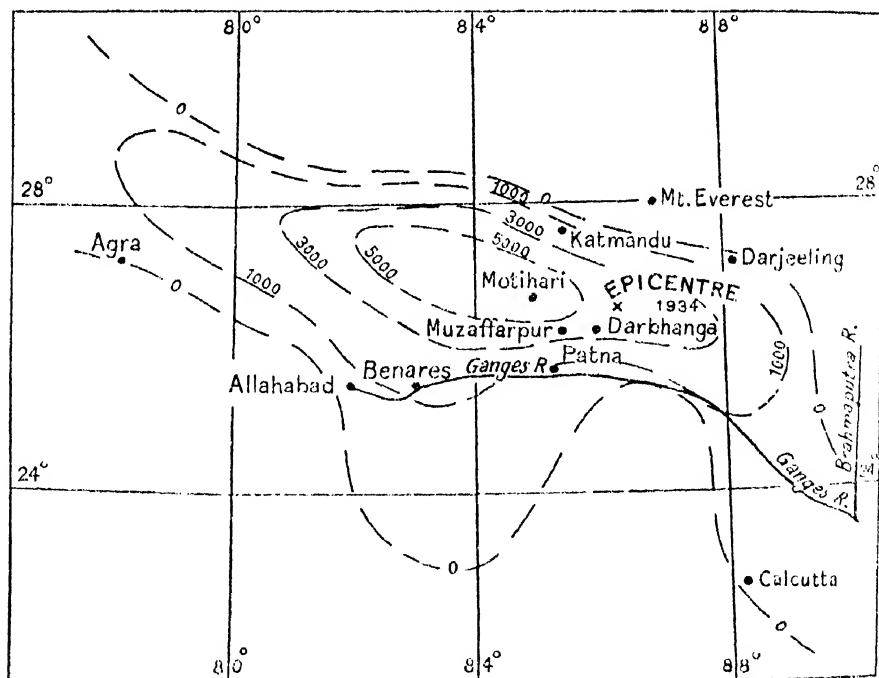 80° 84° 88°
0
28° 1000 0 28°
Mt. Everest
3000
Katmandu
Agra 5000 Darjeeling
3000
5000
0 1000 Motihari EPICENTRE
× 1934
Muzaffarpur Darbhanga
Patna
Benares Ganges R.
Allahabad 1000
0
Brahmaputra R.
24° Ganges R. 24°
0
Calcutta
0
80° 84° 88°